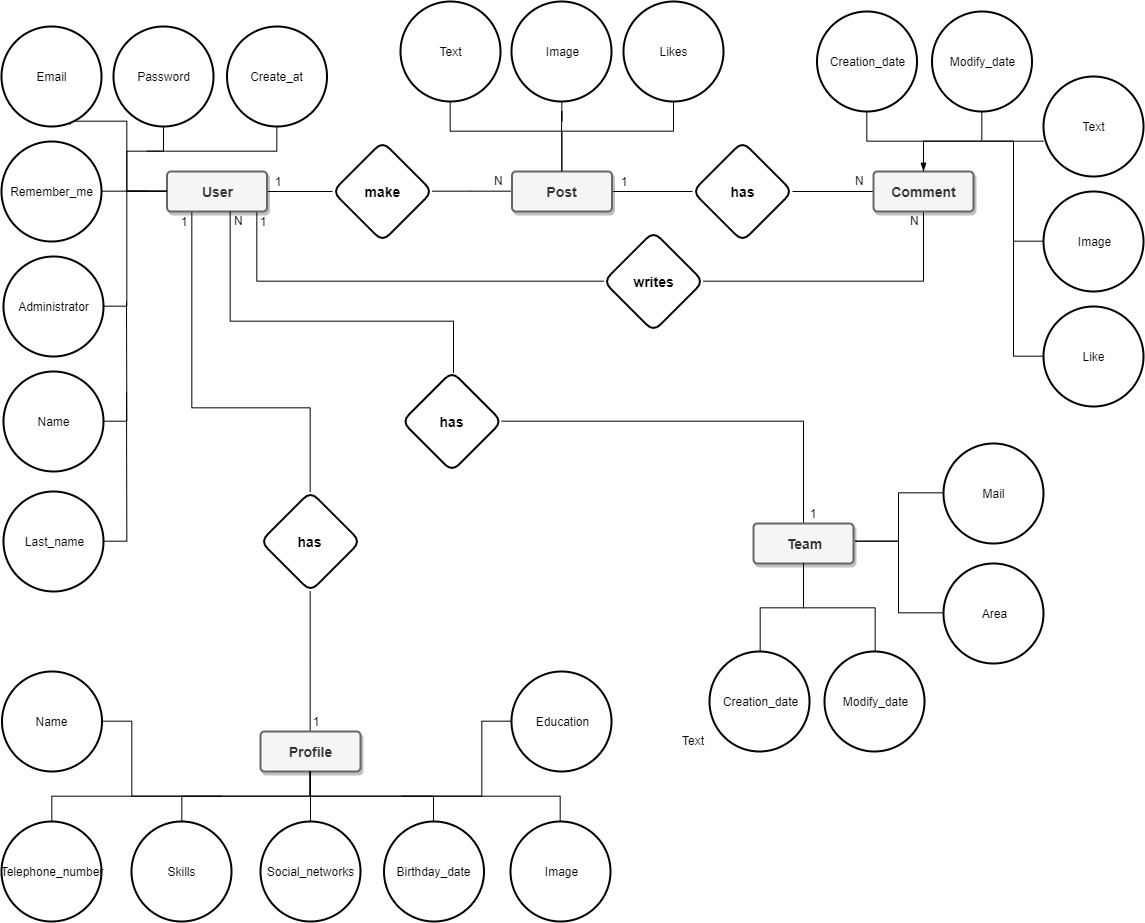 Text
Image
Likes
Creation_date
Modify_date
Email
Password
Create_at
Text
Remember_me
User
1
make
N
Post
1
has
N
Comment
1
N
1
N
Image
writes
Administrator
Like
Name
has
Mail
1
Last_name
has
Team
Area
Creation_date
Modify_date
Name
1
Education
Text
Profile
Telephone_number
Skills
Social_networks
Birthday_date
Image